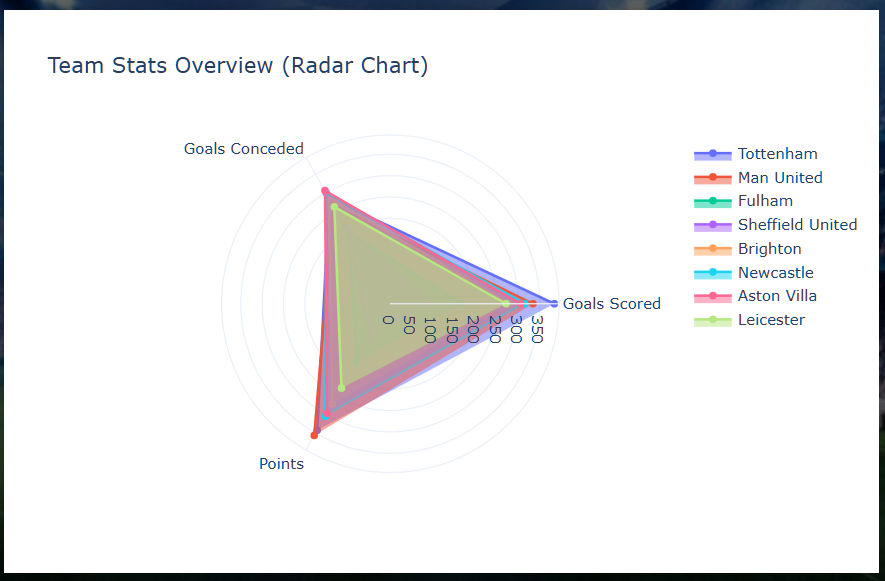 Team Stats Overview (Radar Chart)
Goals Conceded
Goals Scored
Points
0
50
100
150
200
250
300
350
Tottenham
Man United
Fulham
Sheffield United
Brighton
Newcastle
Aston Villa
Leicester